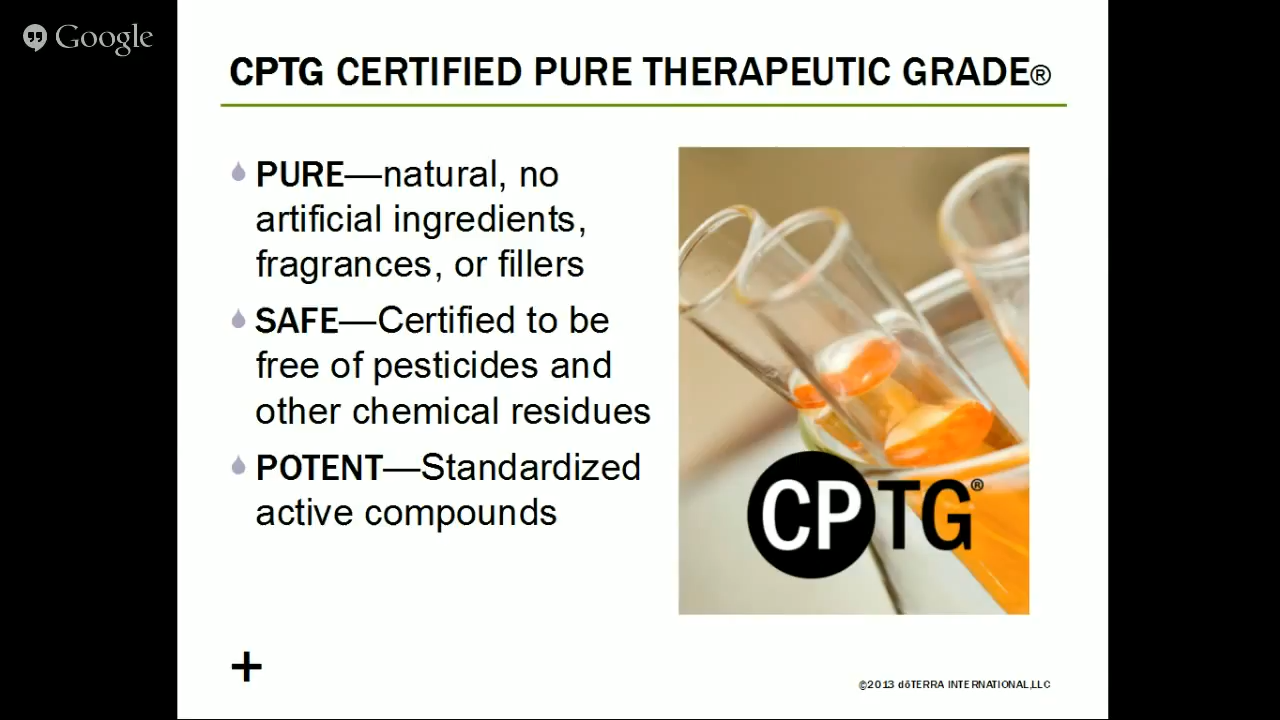 Google
CPTG CERTIFIED PURE THERAPEUTIC GRADE®
PURE—natural, no
artificial ingredients,
fragrances, or fillers
SAFE—Certified to be
free of pesticides and
other chemical residues
POTENT—Standardized
active compounds
CPTG®
+
©2013 dōTERRA INTERNATIONAL,LLC